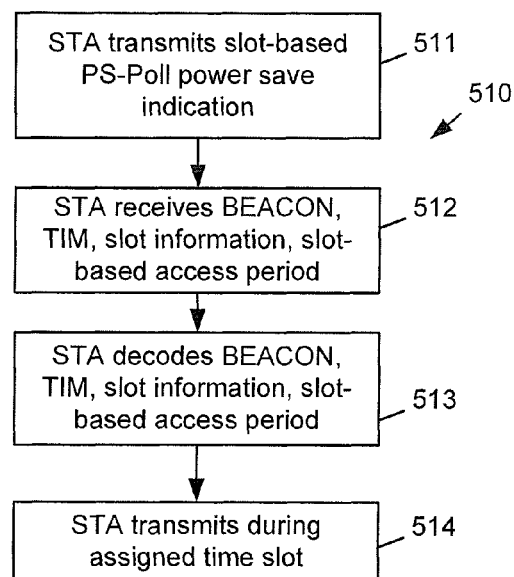 STA transmits slot-based
PS-Poll power save
indication
511
510
STA receives BEACON,
TIM, slot information, slot-
based access period
512
STA decodes BEACON,
TIM, slot information, slot-
based access period
513
STA transmits during
assigned time slot
514